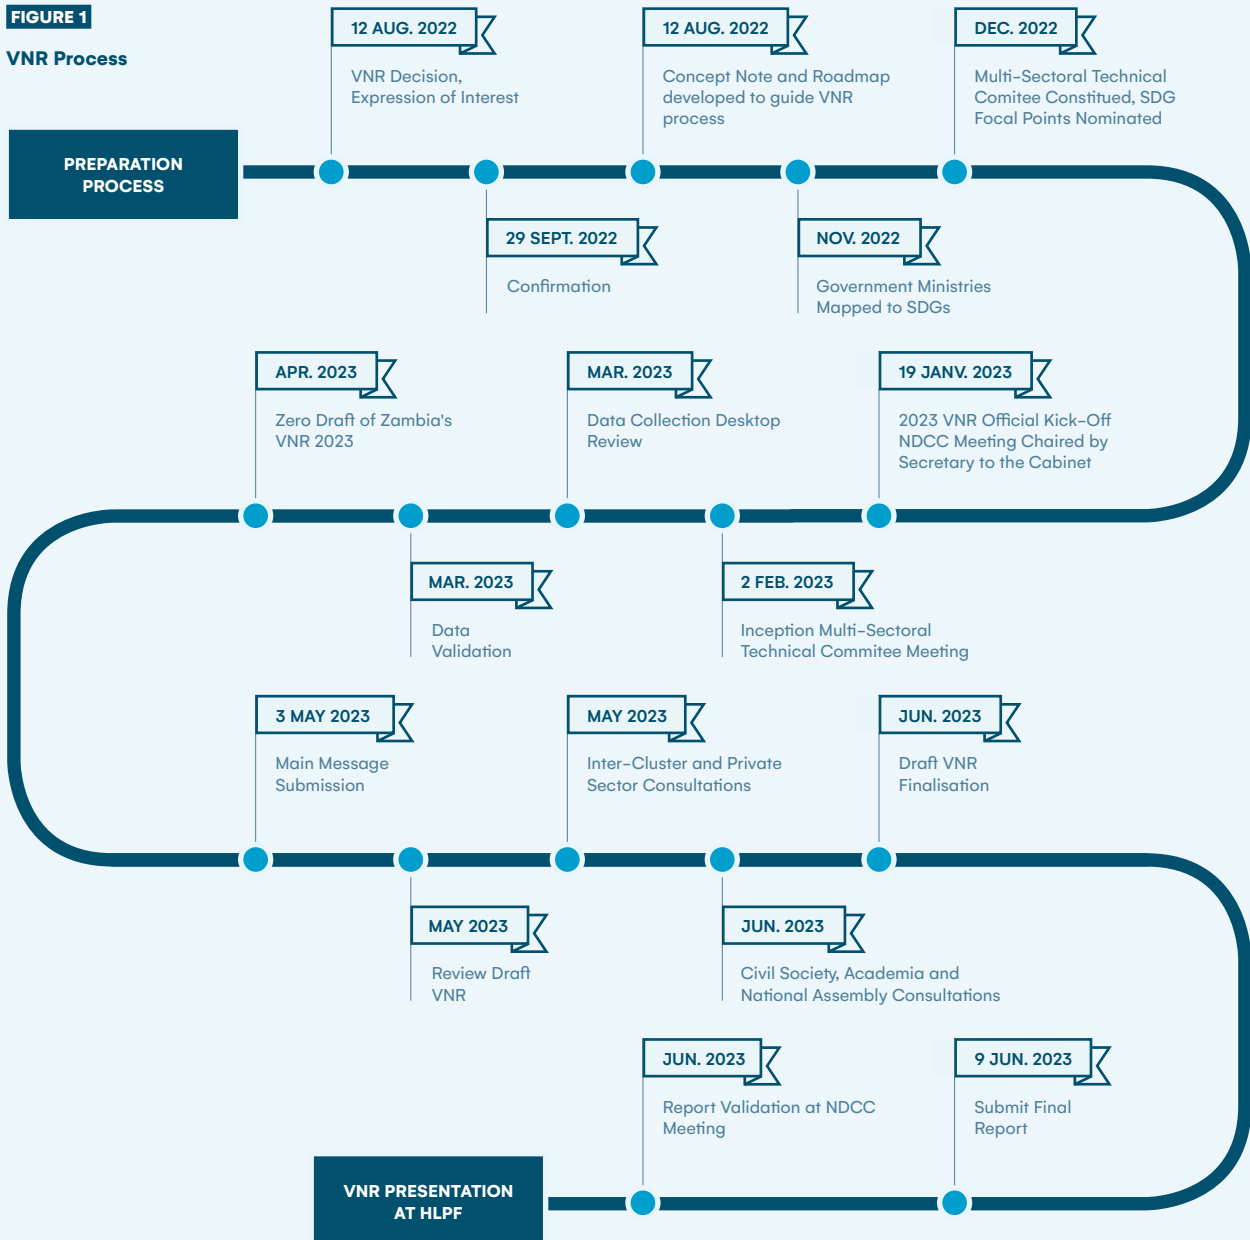 FIGURE 1
VNR Process
12 AUG. 2022
VNR Decision,
Expression of Interest
12 AUG. 2022
Concept Note and Roadmap
developed to guide VNR
process
DEC. 2022
Multi-Sectoral Technical
Comitee Constitued, SDG
Focal Points Nominated
PREPARATION
PROCESS
29 SEPT. 2022
Confirmation
NOV. 2022
Government Ministries
Mapped to SDGs
APR. 2023
Zero Draft of Zambia's
VNR 2023
MAR. 2023
Data Collection Desktop
Review
19 JANV. 2023
2023 VNR Official Kick-Off
NDCC Meeting Chaired by
Secretary to the Cabinet
MAR. 2023
Data
Validation
2 FEB. 2023
Inception Multi-Sectoral
Technical Commitee Meeting
3 MAY 2023
Main Message
Submission
MAY 2023
Inter-Cluster and Private
Sector Consultations
JUN. 2023
Draft VNR
Finalisation
MAY 2023
Review Draft
VNR
JUN. 2023
Civil Society, Academia and
National Assembly Consultations
JUN. 2023
Report Validation at NDCC
Meeting
9 JUN. 2023
Submit Final
Report
VNR PRESENTATION
AT HLPF